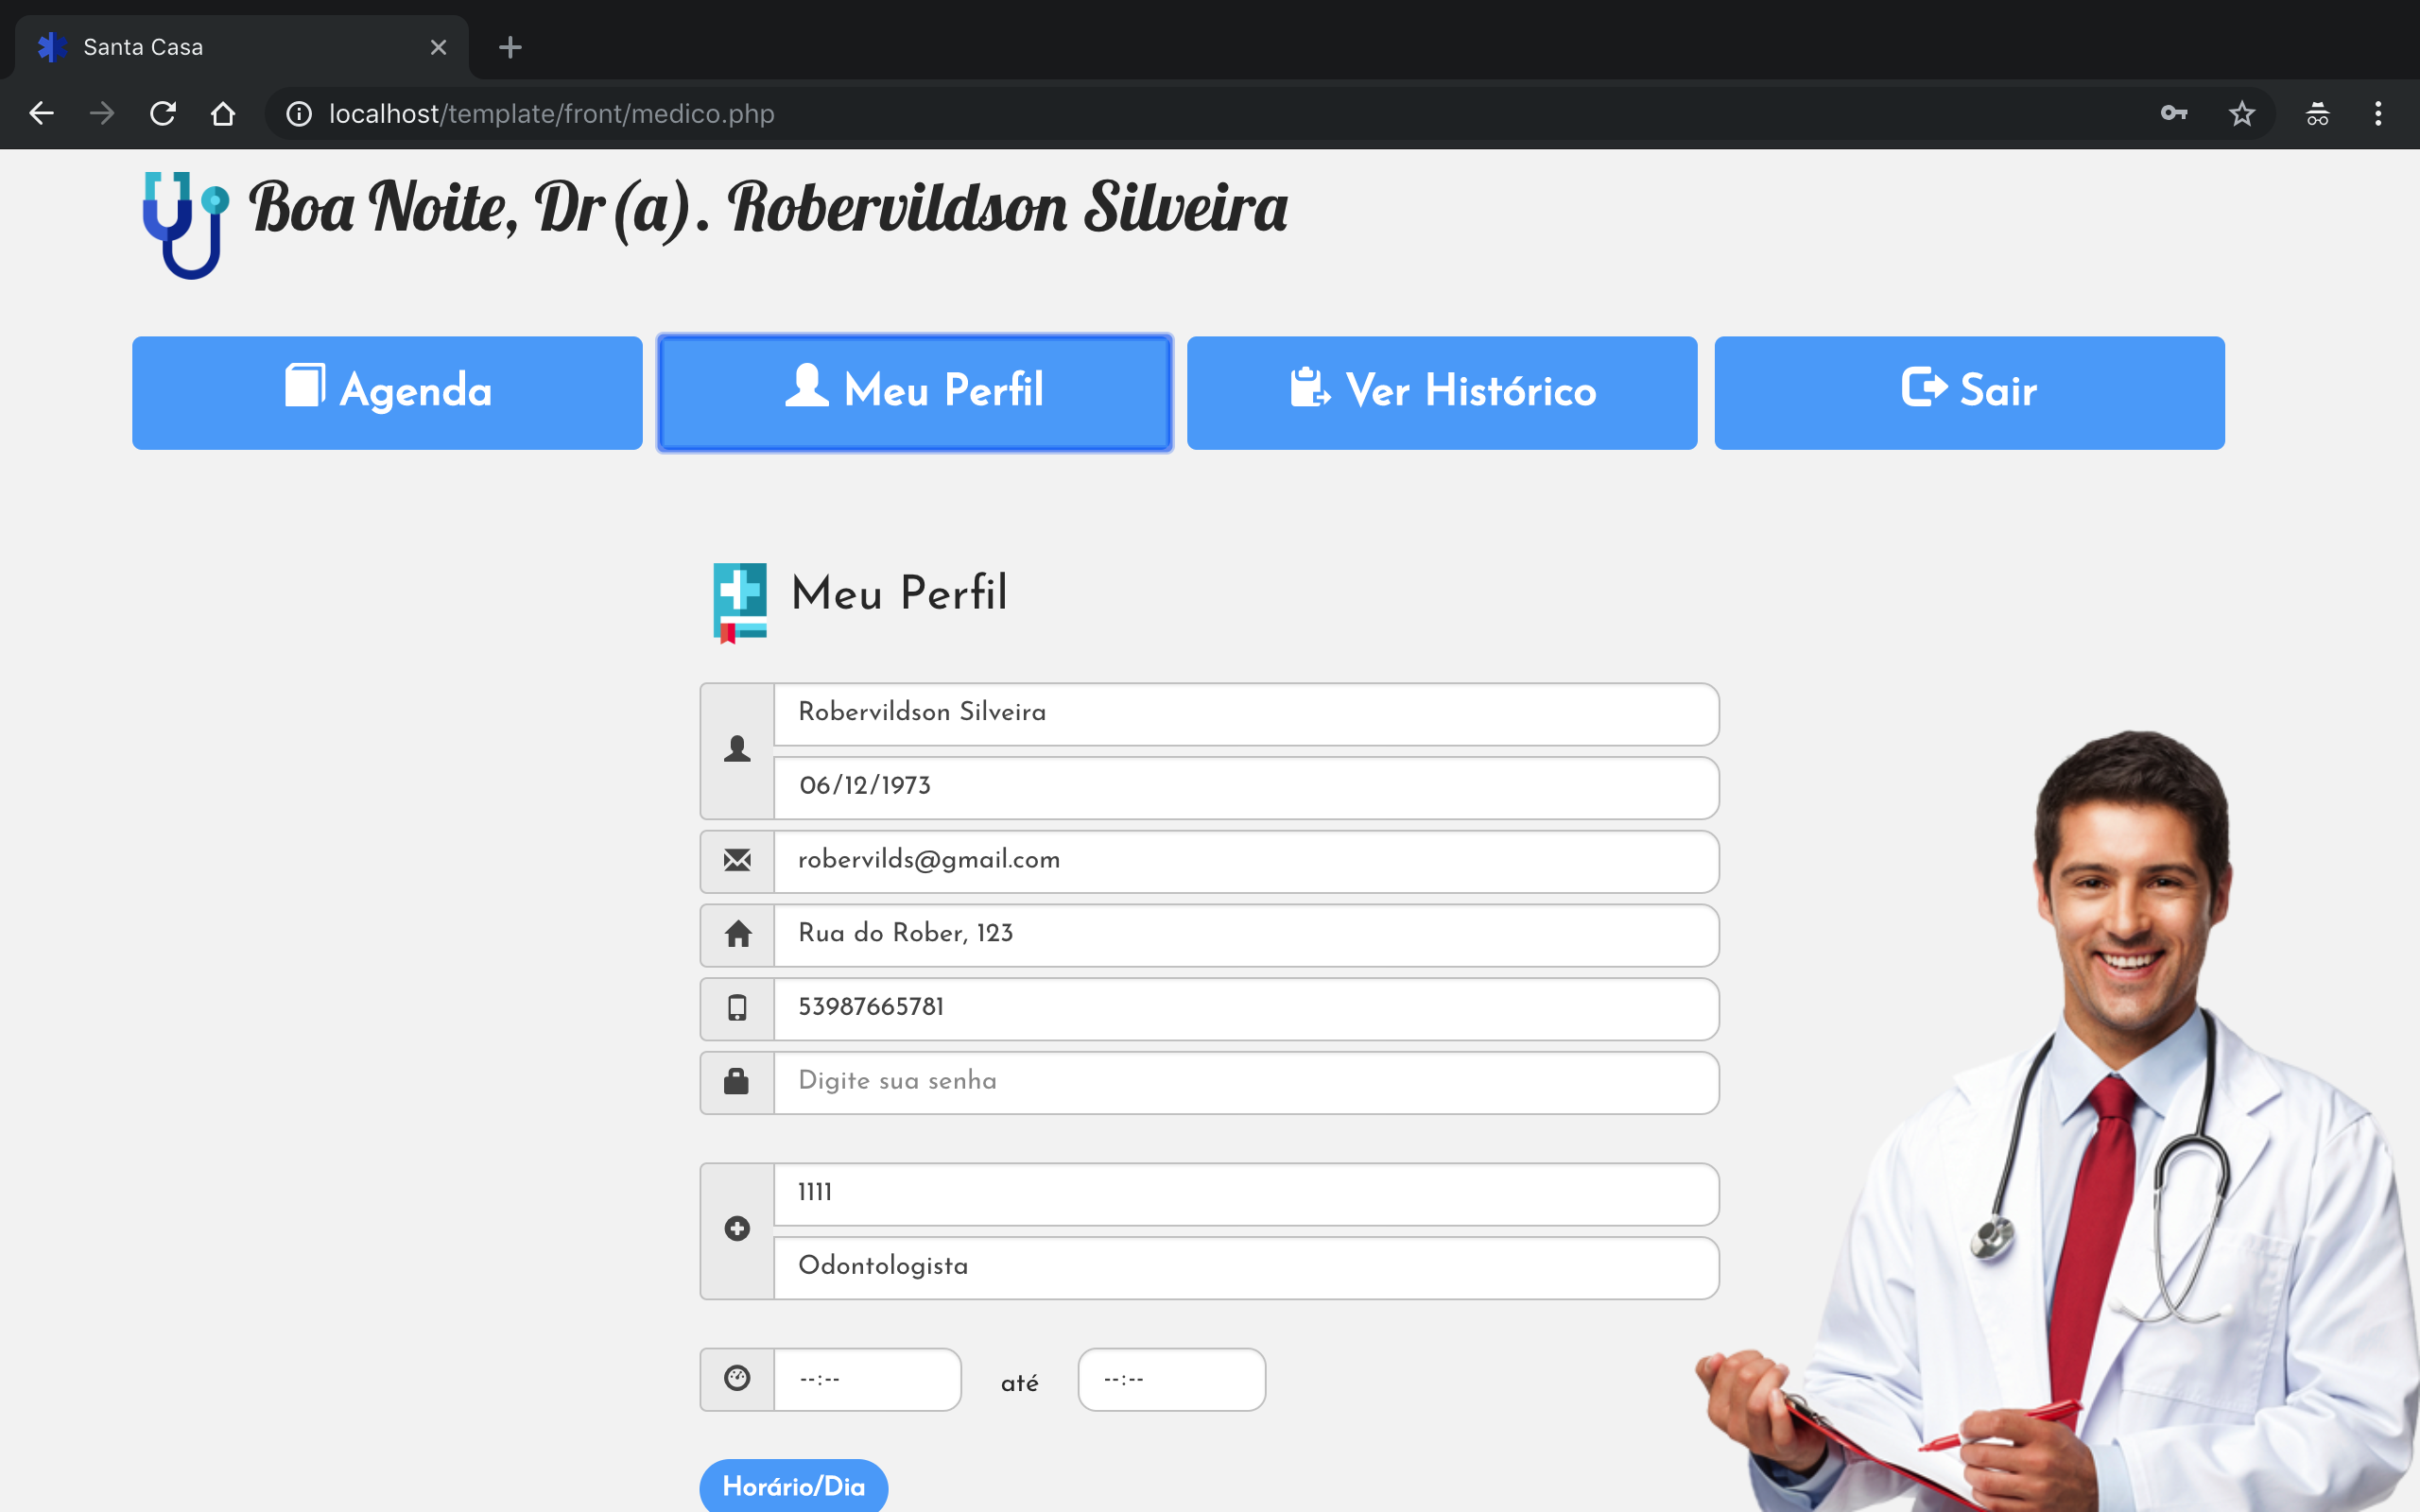 Santa Casa
localhost/template/front/medico.php
Boa Noite, Dr(a). Robervildson Silveira
Agenda
Meu Perfil
Ver Histórico
Sair
Meu Perfil
Robervildson Silveira
06/12/1973
robervilds@gmail.com
Rua do Rober, 123
53987665781
Digite sua senha
1111
Odontologista
--:-- até --:--
Horário/Dia